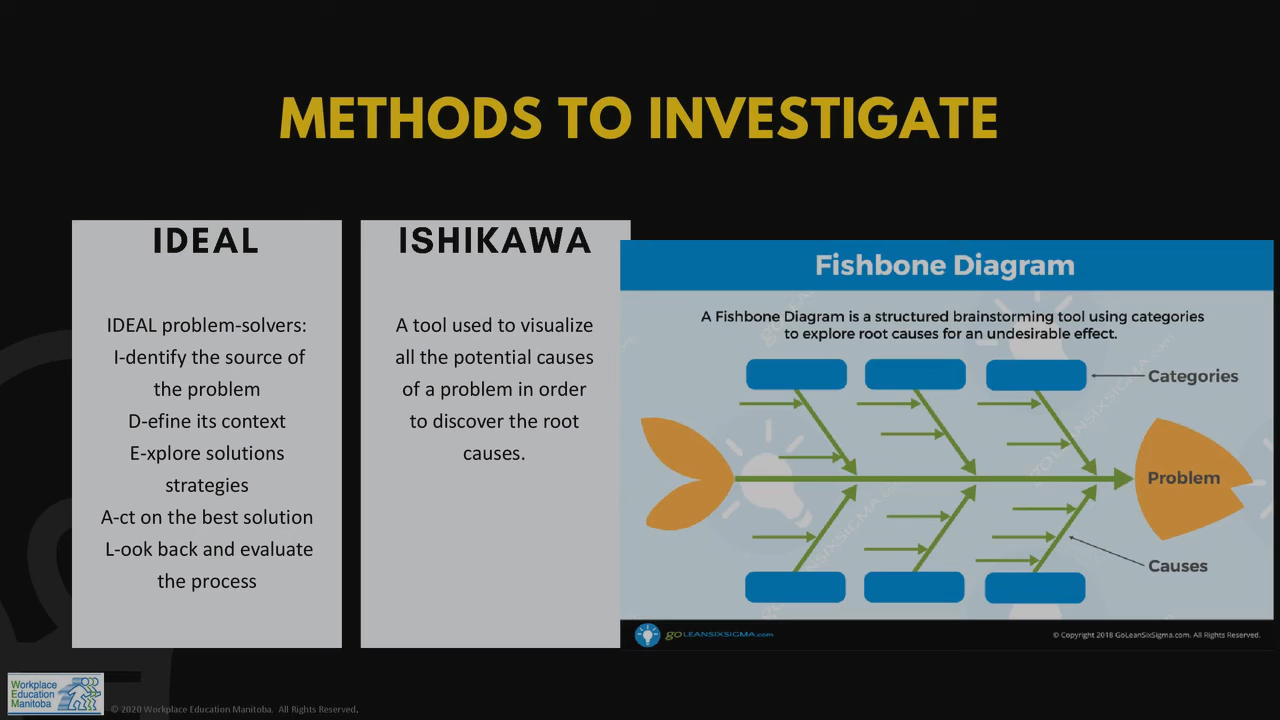 METHODS TO INVESTIGATE
IDEAL
IDEAL problem-solvers:
I-dentify the source of
the problem
D-efine its context
E-xplore solutions
strategies
A-ct on the best solution
L-ook back and evaluate
the process
ISHIKAWA
A tool used to visualize
all the potential causes
of a problem in order
to discover the root
causes.
Fishbone Diagram
A Fishbone Diagram is a structured brainstorming tool using categories
to explore root causes for an undesirable effect.
Categories
Problem
Causes
goLEANSIXSIGMA.com
© Copyright 2018 GoLeanSixSigma.com. All Rights Reserved.
Workplace
Education
Manitoba
© 2020 Workplace Education Manitoba. All Rights Reserved.